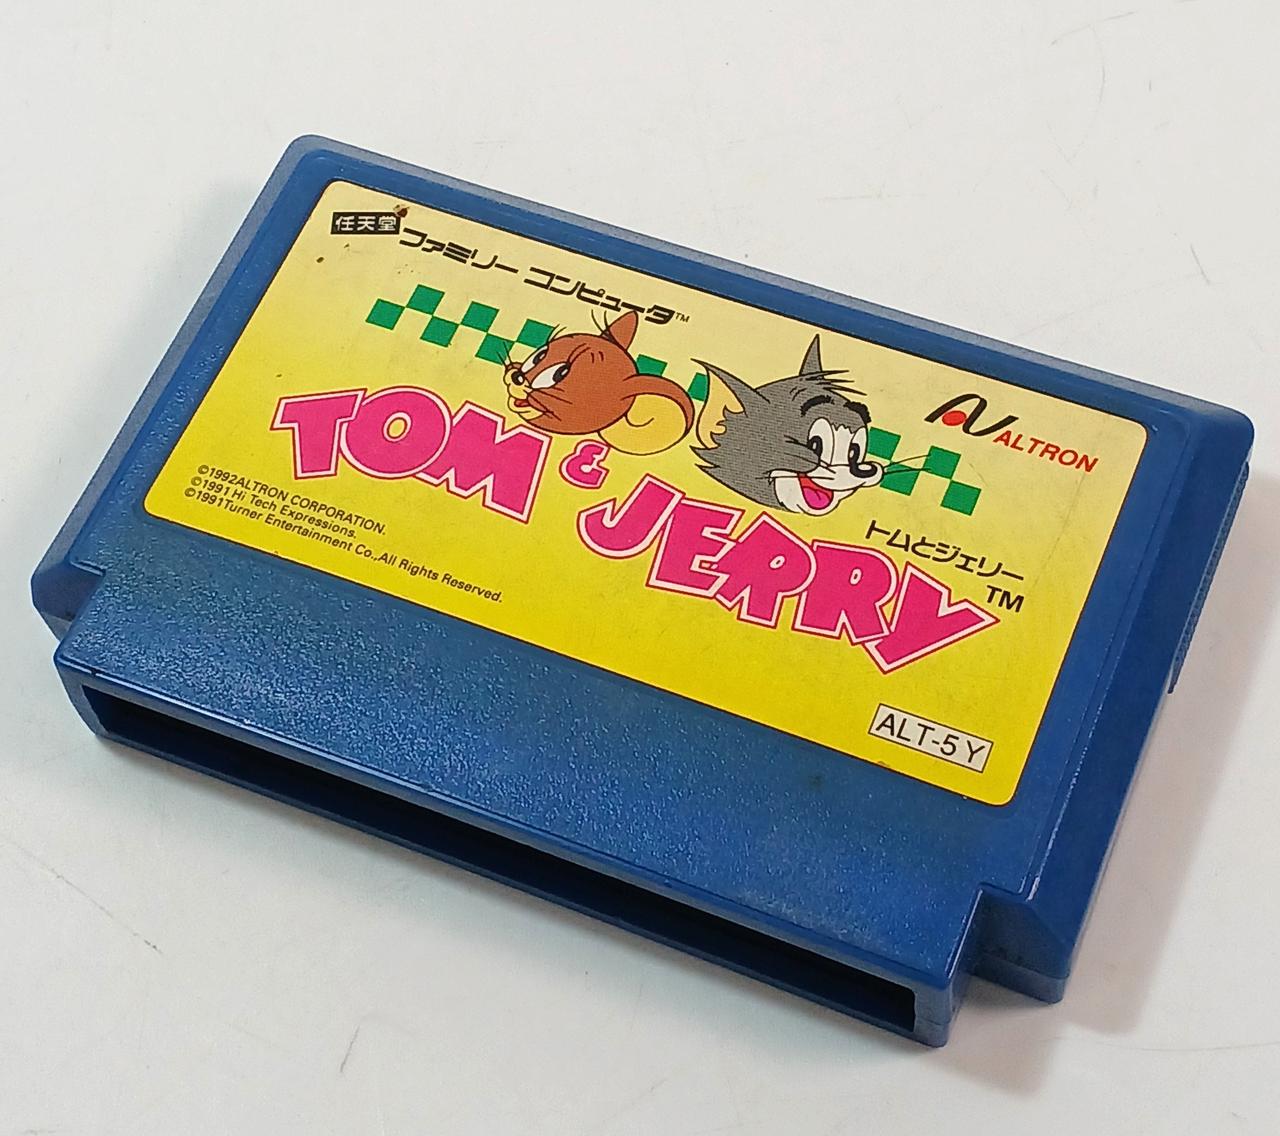 任天堂 ファミリー コンピュータ™
ALTRON
TOM & JERRY
トムとジェリー
TM
©1992ALTRON CORPORATION.
©1991 Hi Tech Expressions.
©1991Turner Entertainment Co.,All Rights Reserved.
ALT-5Y